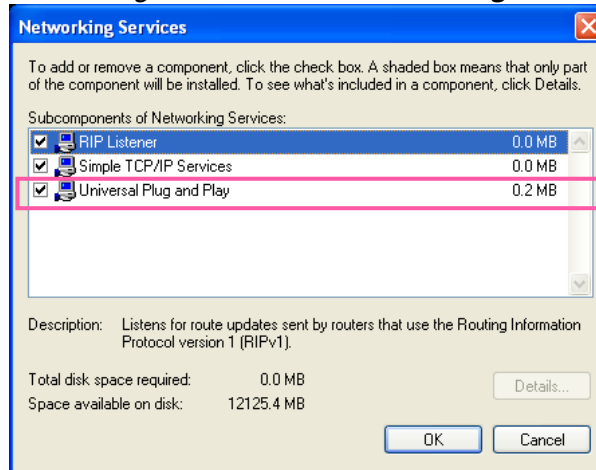 Networking Services
To add or remove a component, click the check box. A shaded box means that only part
of the component will be installed. To see what's included in a component, click Details.
Subcomponents of Networking Services:
RIP Listener 0.0 MB
Simple TCP/IP Services 0.0 MB
Universal Plug and Play 0.2 MB
Description: Listens for route updates sent by routers that use the Routing Information
Protocol version 1 (RIPv1).
Total disk space required: 0.0 MB
Details...
Space available on disk: 12125.4 MB
OK Cancel